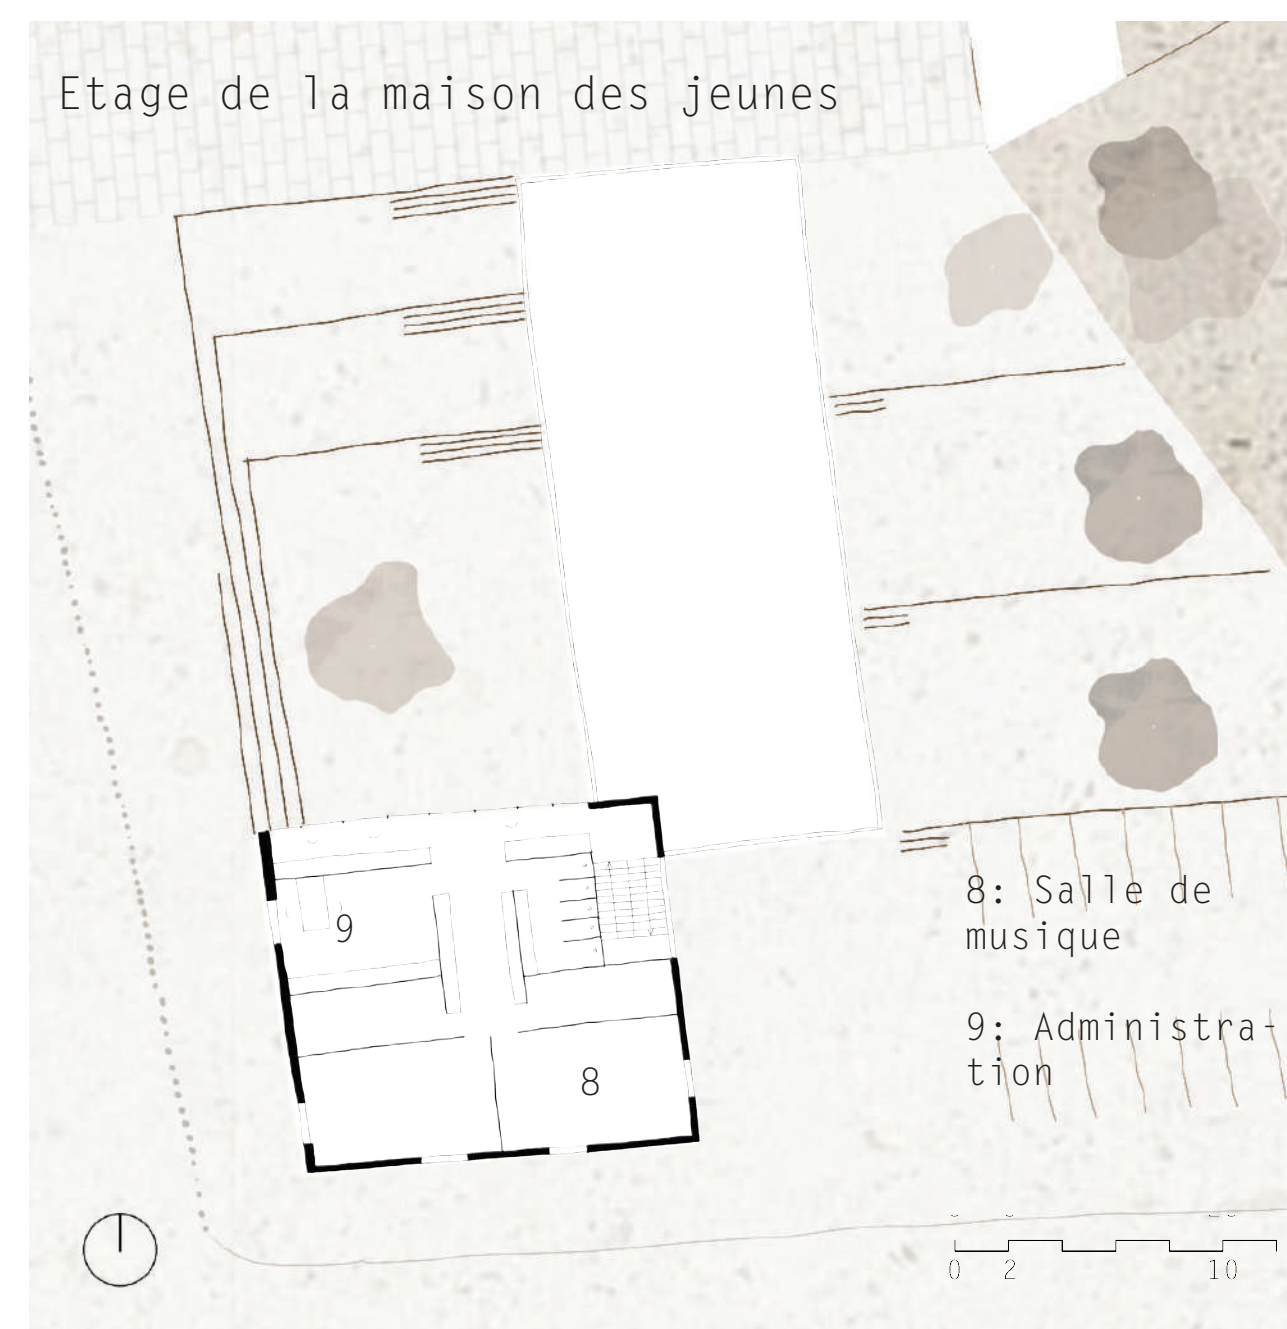 Etage de la maison des jeunes
9
8: Salle de
musique
9: Administra-
tion
8
0 2 10